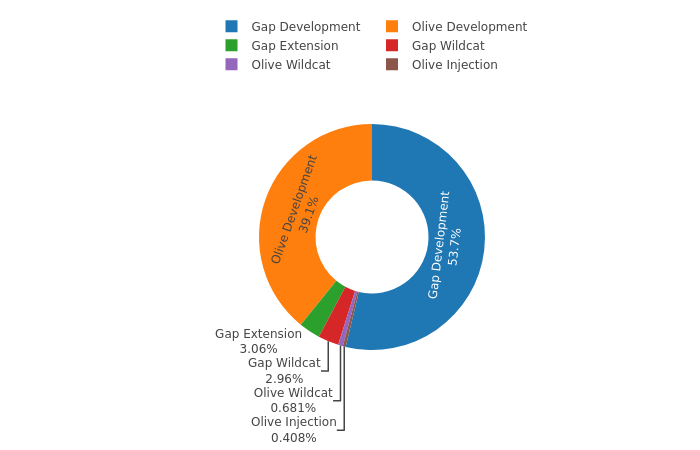 Gap Development
Olive Development
Gap Extension
Gap Wildcat
Olive Wildcat
Olive Injection
Olive Development
39.1%
Gap Development
53.7%
Gap Extension
3.06%
Gap Wildcat
2.96%
Olive Wildcat
0.681%
Olive Injection
0.408%